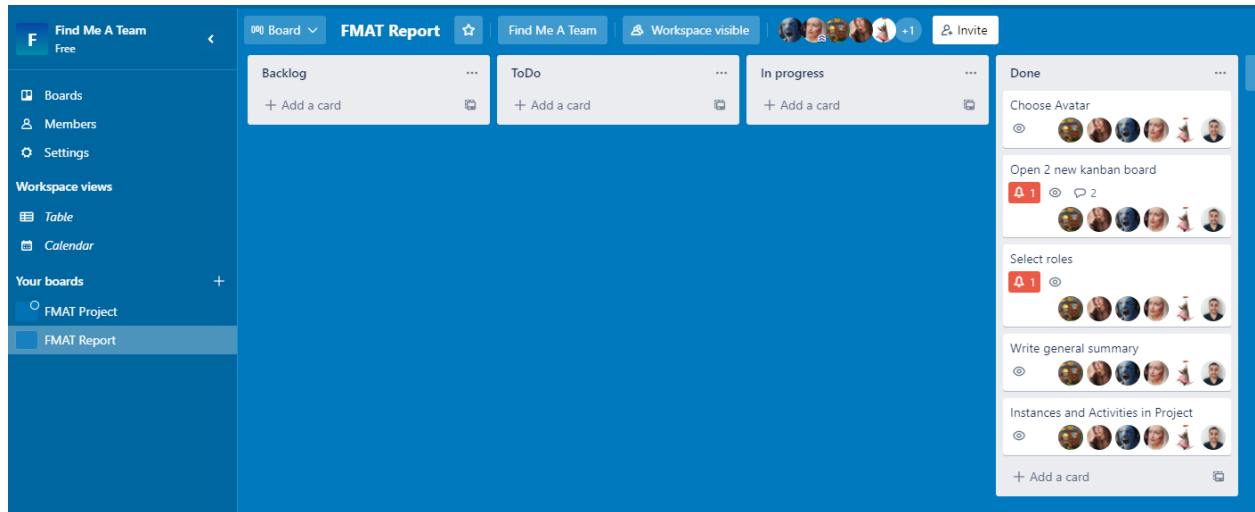 F
Find Me A Team
Free
Boards
Members
Settings
Workspace views
Table
Calendar
Your boards
FMAT Project
FMAT Report
Board
FMAT Report
Find Me A Team
Workspace visible
+1
Invite
Backlog
+ Add a card
ToDo
+ Add a card
In progress
+ Add a card
Done
Choose Avatar
Open 2 new kanban board
1
2
Select roles
1
Write general summary
Instances and Activities in Project
+ Add a card